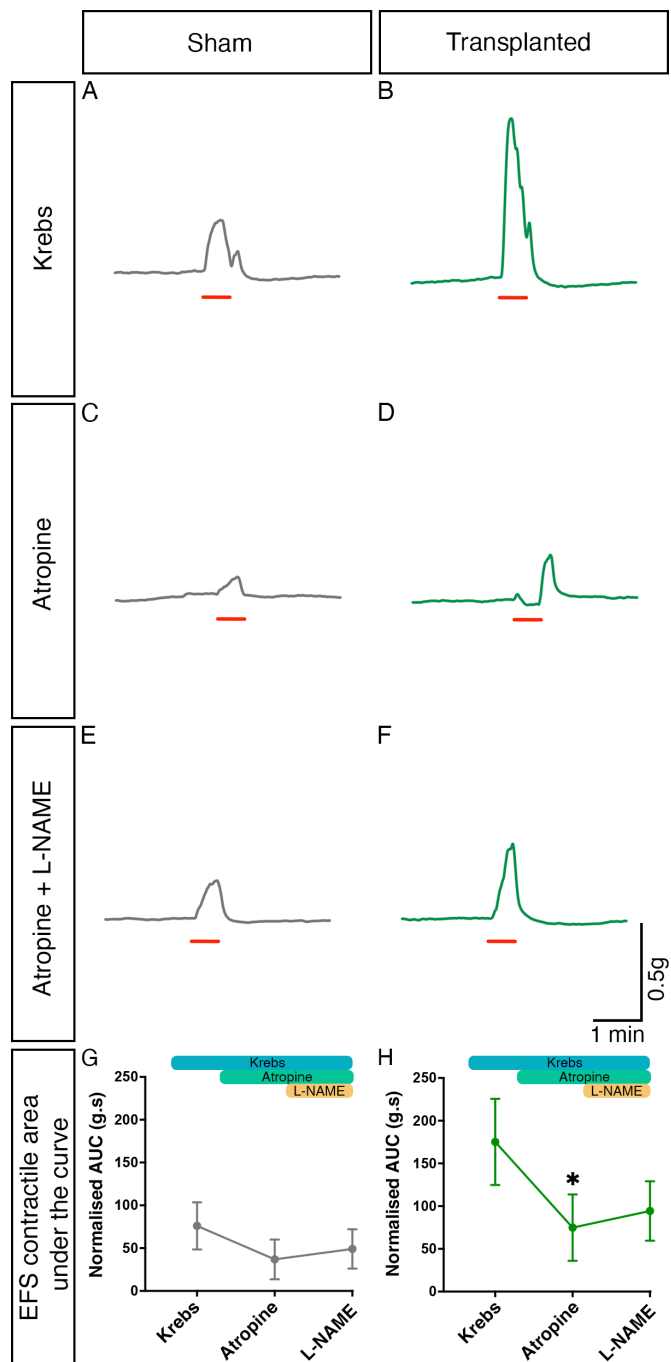 Sham
Transplanted
Krebs
A
B
Atropine
C
D
Atropine + L-NAME
E
F
0.5g
1 min
EFS contractile area
under the curve
G
Krebs
Atropine
L-NAME
Normalised AUC (g.s)
250
200
150
100
50
0
Krebs
Atropine
L-NAME
H
Krebs
Atropine
L-NAME
Normalised AUC (g.s)
250
200
150
100
50
0
*
Krebs
Atropine
L-NAME